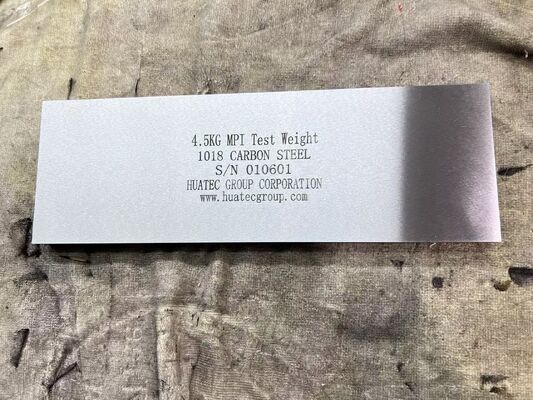 4.5KG MPI Test Weight
1018 CARBON STEEL
S/N 010601
HUATEC GROUP CORPORATION
www.huatecgroup.com